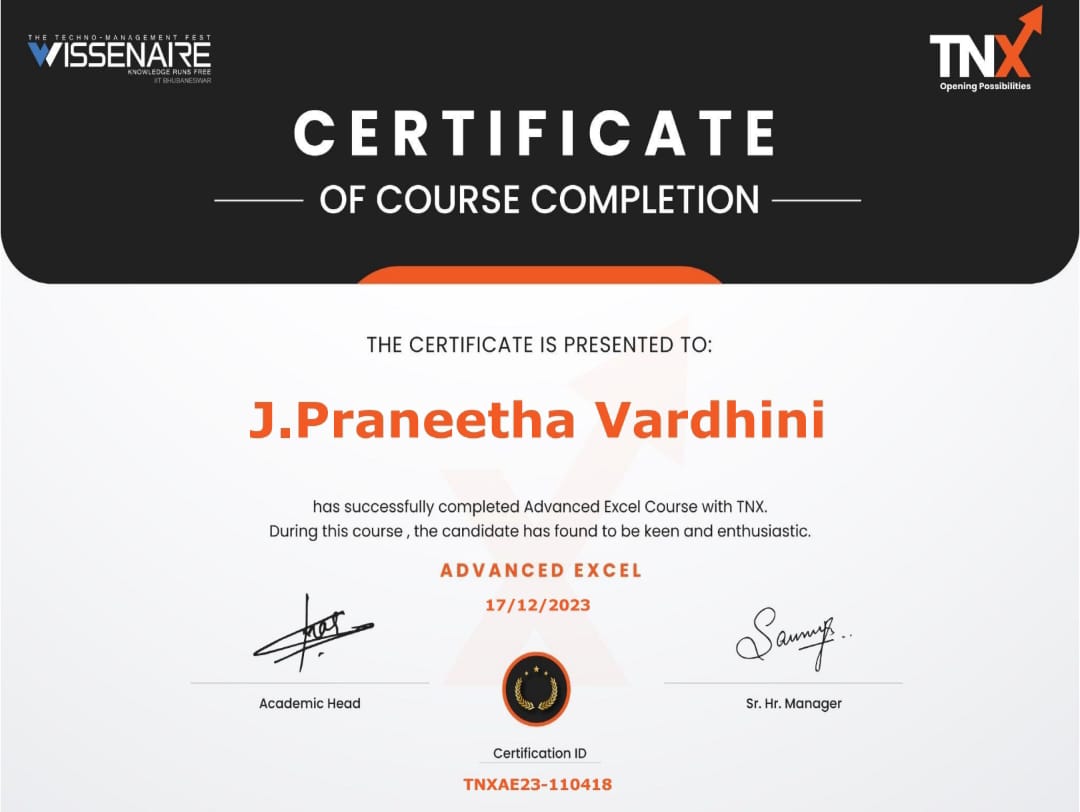 THE TECHNO-MANAGEMENT FEST
WISSENAIRE
KNOWLEDGE RUNS FREE
IIT BHUBANESWAR
TNX
Opening Possibilities
CERTIFICATE
OF COURSE COMPLETION
THE CERTIFICATE IS PRESENTED TO:
J.Praneetha Vardhini
has successfully completed Advanced Excel Course with TNX.
During this course , the candidate has found to be keen and enthusiastic.
ADVANCED EXCEL
17/12/2023
Academic Head
Sr. Hr. Manager
Certification ID
TNXAE23-110418